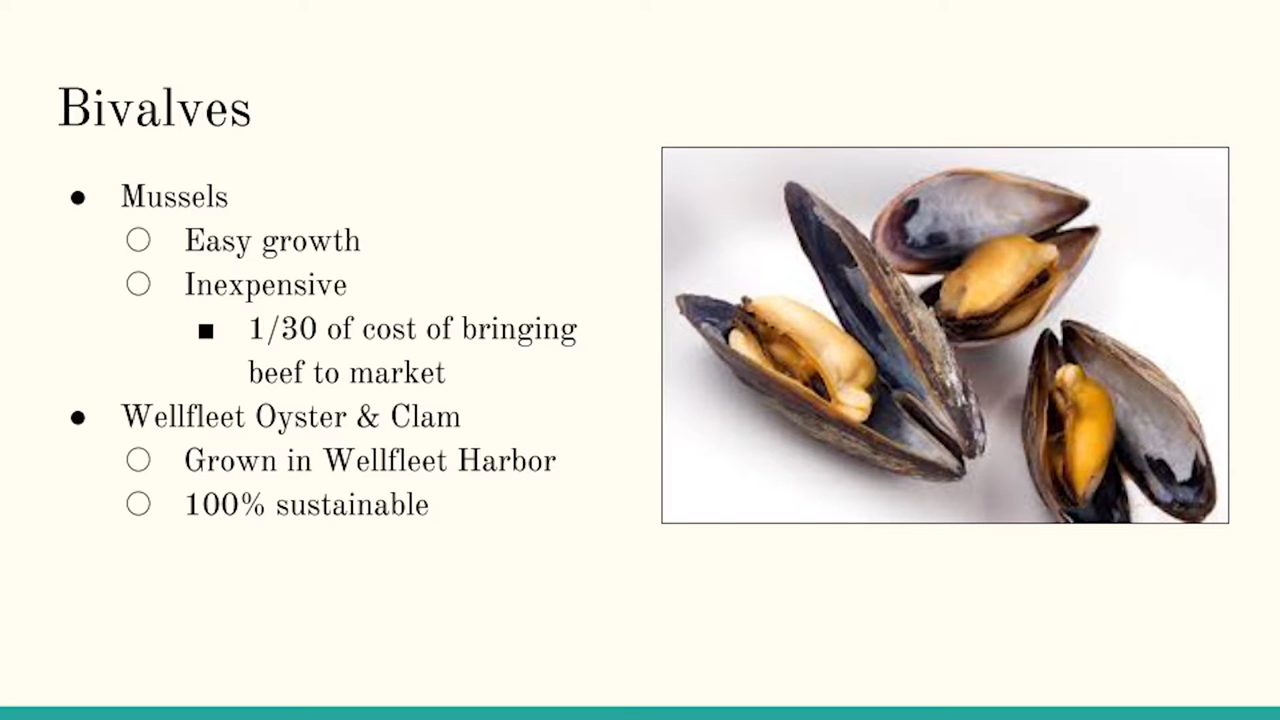 Bivalves
● Mussels
○ Easy growth
○ Inexpensive
■ 1/30 of cost of bringing
beef to market
● Wellfleet Oyster & Clam
○ Grown in Wellfleet Harbor
○ 100% sustainable